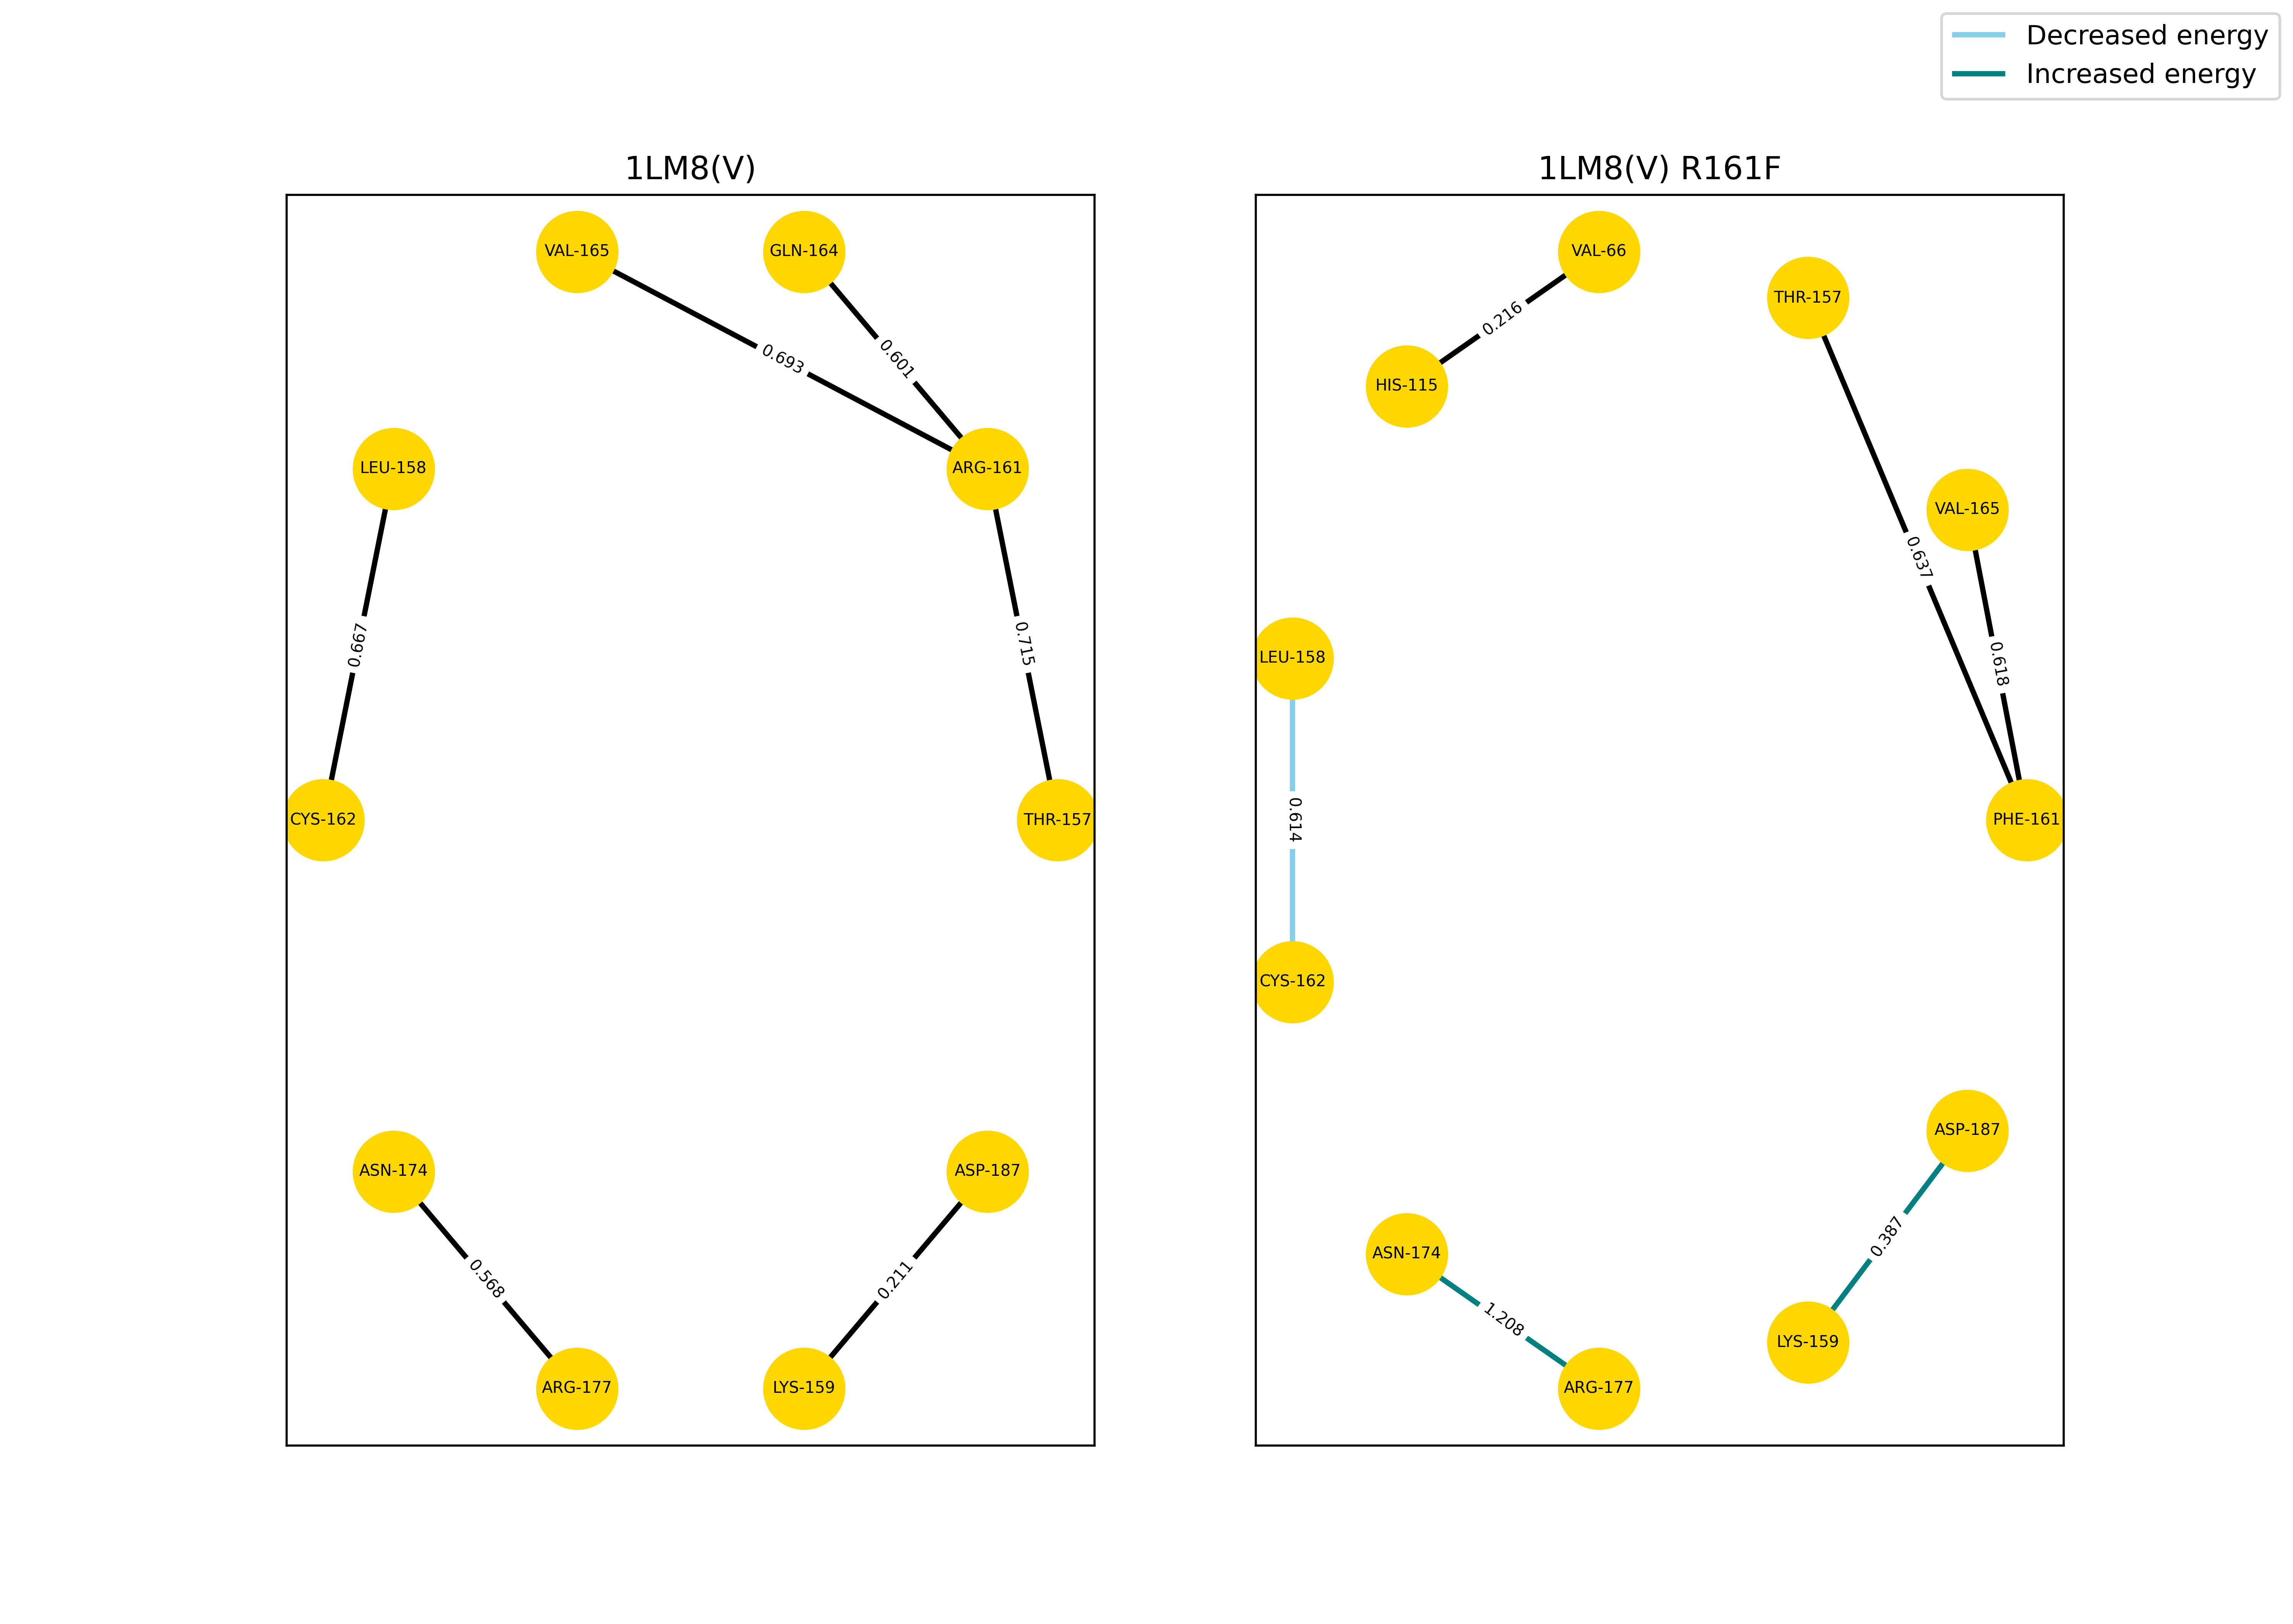 Decreased energy
Increased energy
1LM8(V)
VAL-165
GLN-164
0.693
0.601
LEU-158
ARG-161
0.667
0.715
CYS-162
THR-157
ASN-174
ASP-187
0.568
0.211
ARG-177
LYS-159
1LM8(V) R161F
VAL-66
THR-157
0.216
HIS-115
VAL-165
0.637
LEU-158
0.618
0.614
PHE-161
CYS-162
ASP-187
0.387
ASN-174
1.208
LYS-159
ARG-177